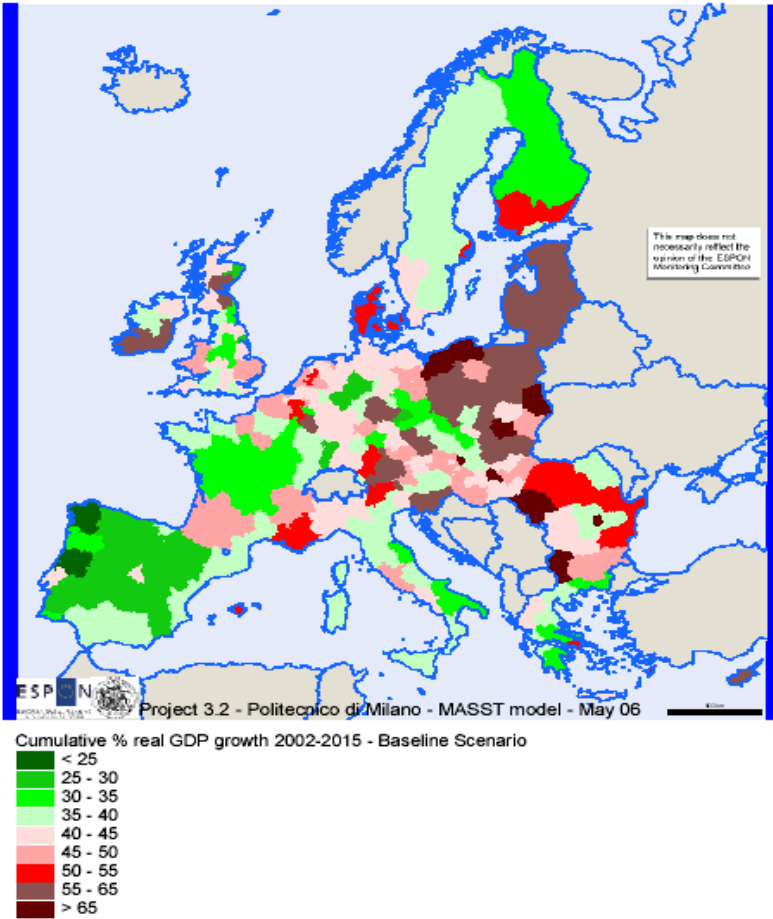 This map does not
necessarily reflect the
opinion of the ESPON
Monitoring Committee
ESPON
Project 3.2 - Politecnico di Milano - MASST model - May 06
Cumulative % real GDP growth 2002-2015 - Baseline Scenario
< 25
25 - 30
30 - 35
35 - 40
40 - 45
45 - 50
50 - 55
55 - 65
> 65